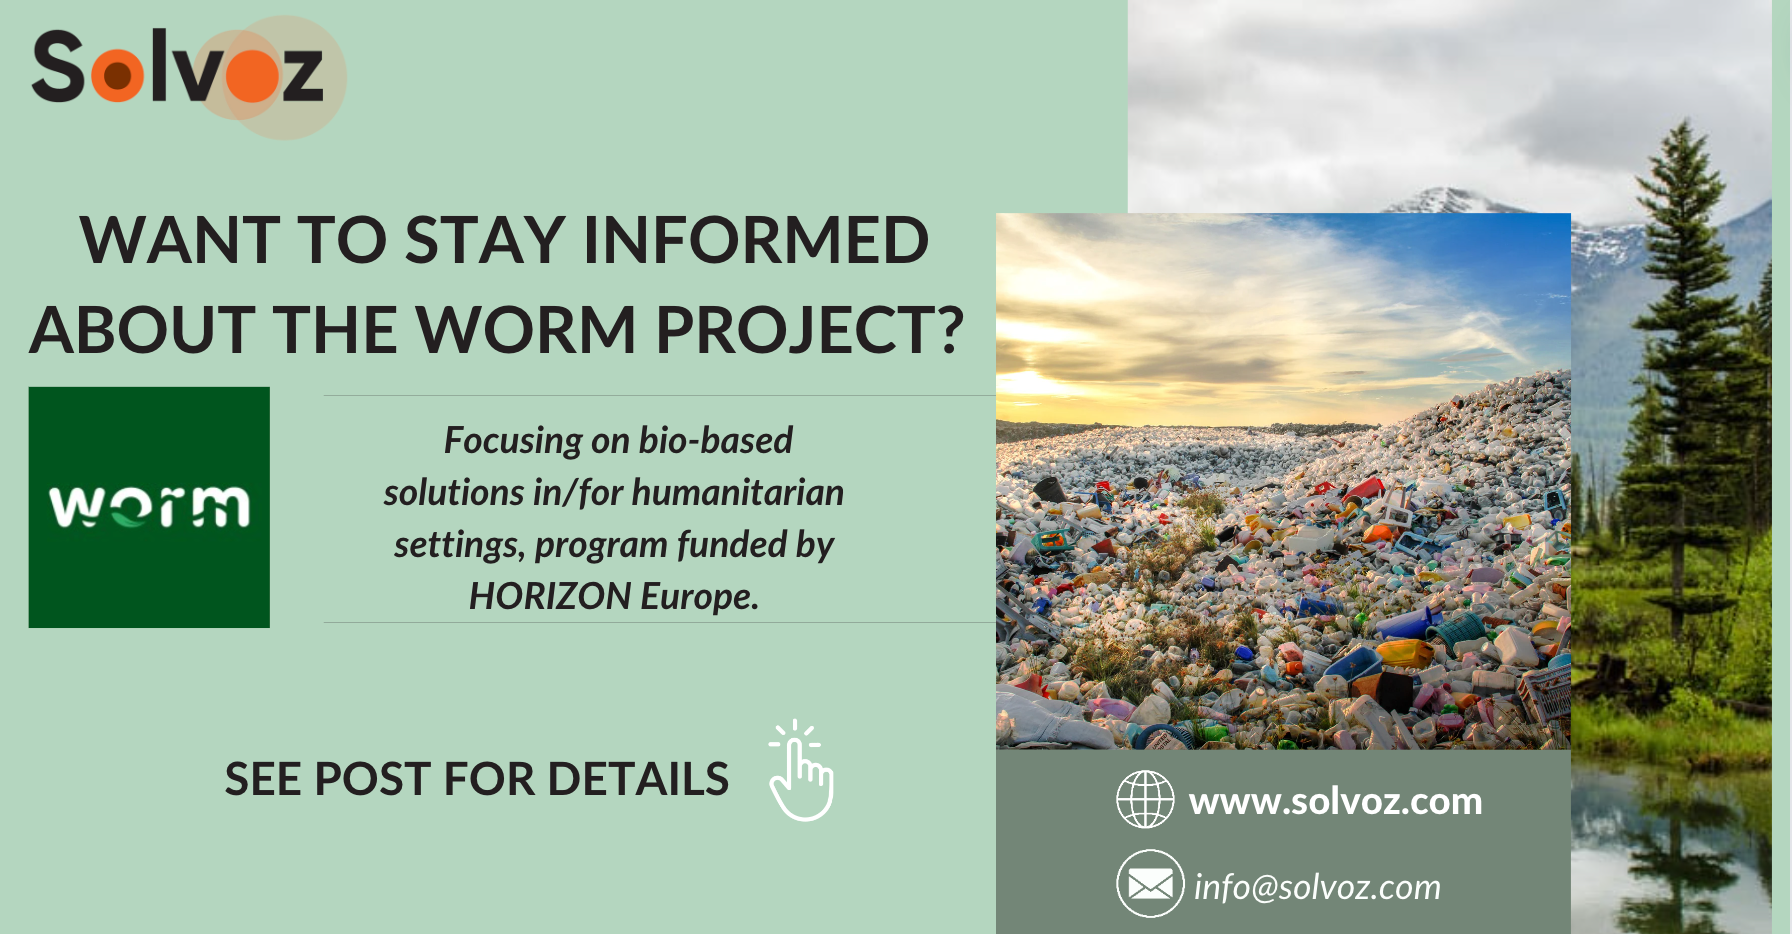 Solvoz
WANT TO STAY INFORMED
ABOUT THE WORM PROJECT?
worm
Focusing on bio-based
solutions in/for humanitarian
settings, program funded by
HORIZON Europe.
SEE POST FOR DETAILS
www.solvoz.com
info@solvoz.com